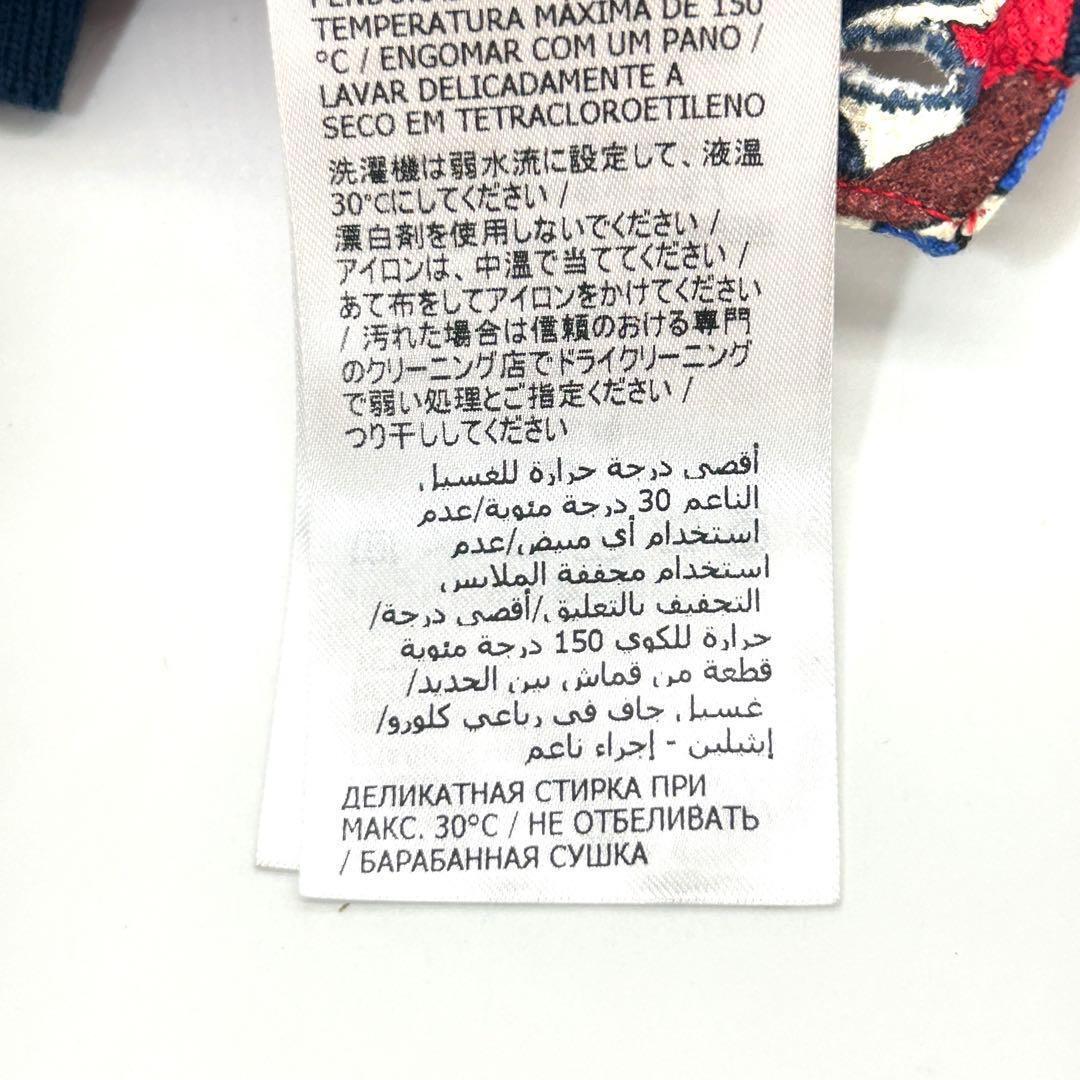 TEMPERATURA MÁXIMA DE 150
°C / ENGOMAR COM UM PANO /
LAVAR DELICADAMENTE A
SECO EM TETRACLOROETILENO
洗濯機は弱水流に設定して、液温
30℃にしてください /
漂白剤を使用しないでください /
アイロンは、中温で当ててください /
あて布をしてアイロンをかけてください
/ 汚れた場合は信頼のおける専門
のクリーニング店でドライクリーニング
で弱い処理とご指定ください /
つり干ししてください
أقصى درجة حرارة للغسيل
الناعم 30 درجة مئوية/عدم
استخدام أي مبيض/عدم
استخدام مجففة الملابس
التجفيف بالتعليق/أقصى درجة/
حرارة للكوي 150 درجة مئوية
قطعة من قماش بين الحديد/
غسيل جاف في رباعي كلورو/
إيثيلين - إجراء ناعم
ДЕЛИКАТНАЯ СТИРКА ПРИ
МАКС. 30°C / НЕ ОТБЕЛИВАТЬ
/ БАРАБАННАЯ СУШКА